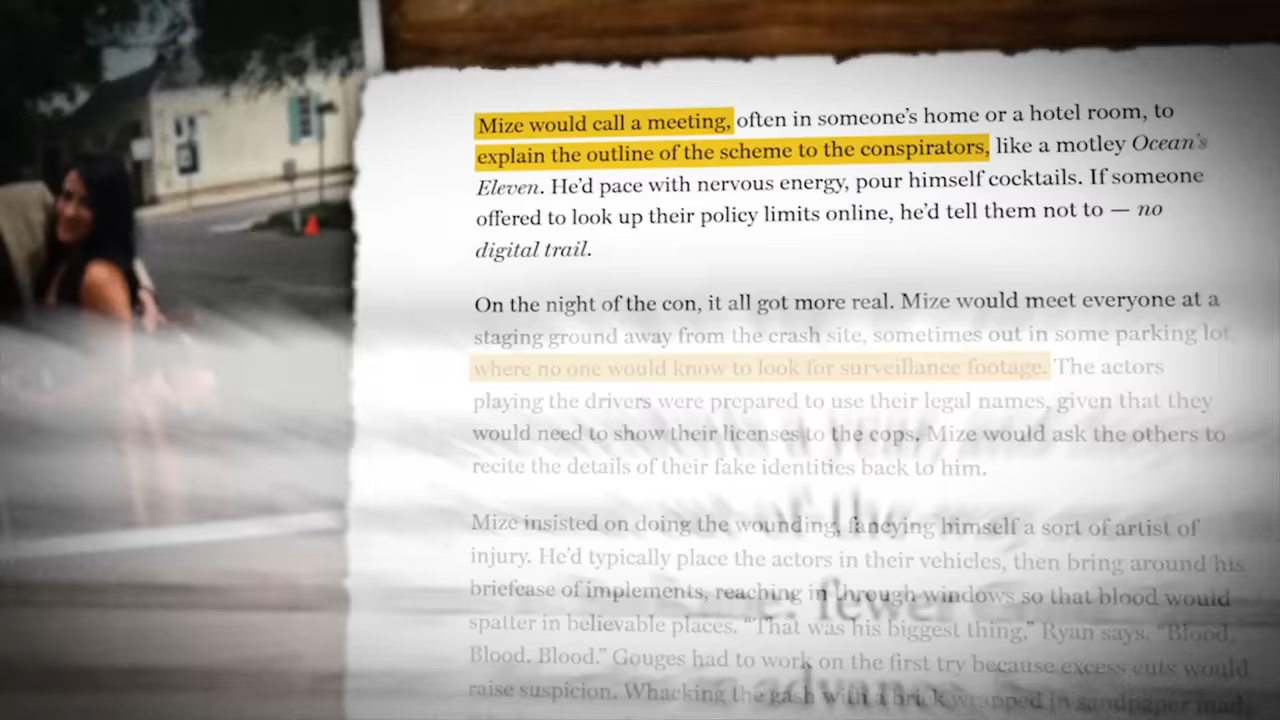 Mize would call a meeting, often in someone's home or a hotel room, to
explain the outline of the scheme to the conspirators, like a motley Ocean's
Eleven. He'd pace with nervous energy, pour himself cocktails. If someone
offered to look up their policy limits online, he'd tell them not to — no
digital trail.
On the night of the con, it all got more real. Mize would meet everyone at a
staging ground away from the crash site, sometimes out in some parking lot
where no one would know to look for surveillance footage. The actors
playing the drivers were prepared to use their legal names, given that they
would need to show their licenses to the cops. Mize would ask the others to
recite the details of their fake identities back to him.
Mize insisted on doing the wounding, fancying himself a sort of artist of
injury. He'd typically place the actors in their vehicles, then bring around his
briefcase of implements, reaching in through windows so that blood would
spatter in believable places. “That was his biggest thing,” Ryan says. “Blood.
Blood. Blood.” Gouges had to work on the first try because excess cuts would
raise suspicion. Whacking the gash with a brick wrapped in sandpaper
fewer
advance